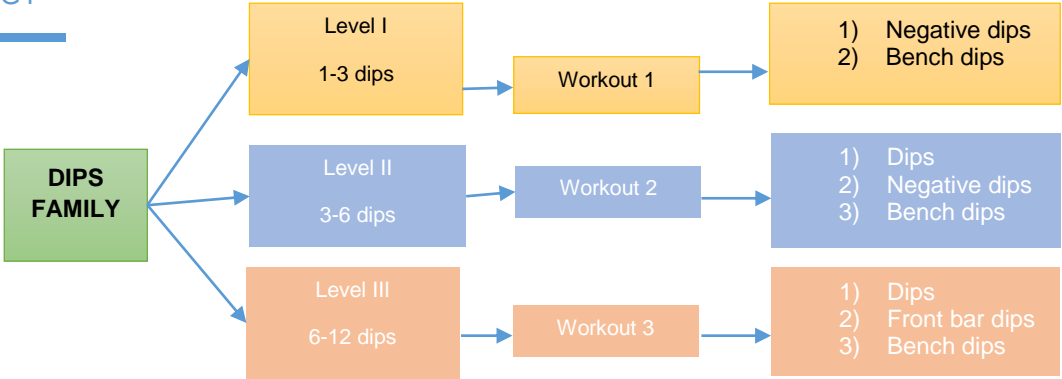 Level I
1-3 dips
Workout 1
1) Negative dips
2) Bench dips
DIPS
FAMILY
Level II
3-6 dips
Workout 2
1) Dips
2) Negative dips
3) Bench dips
Level III
6-12 dips
Workout 3
1) Dips
2) Front bar dips
3) Bench dips